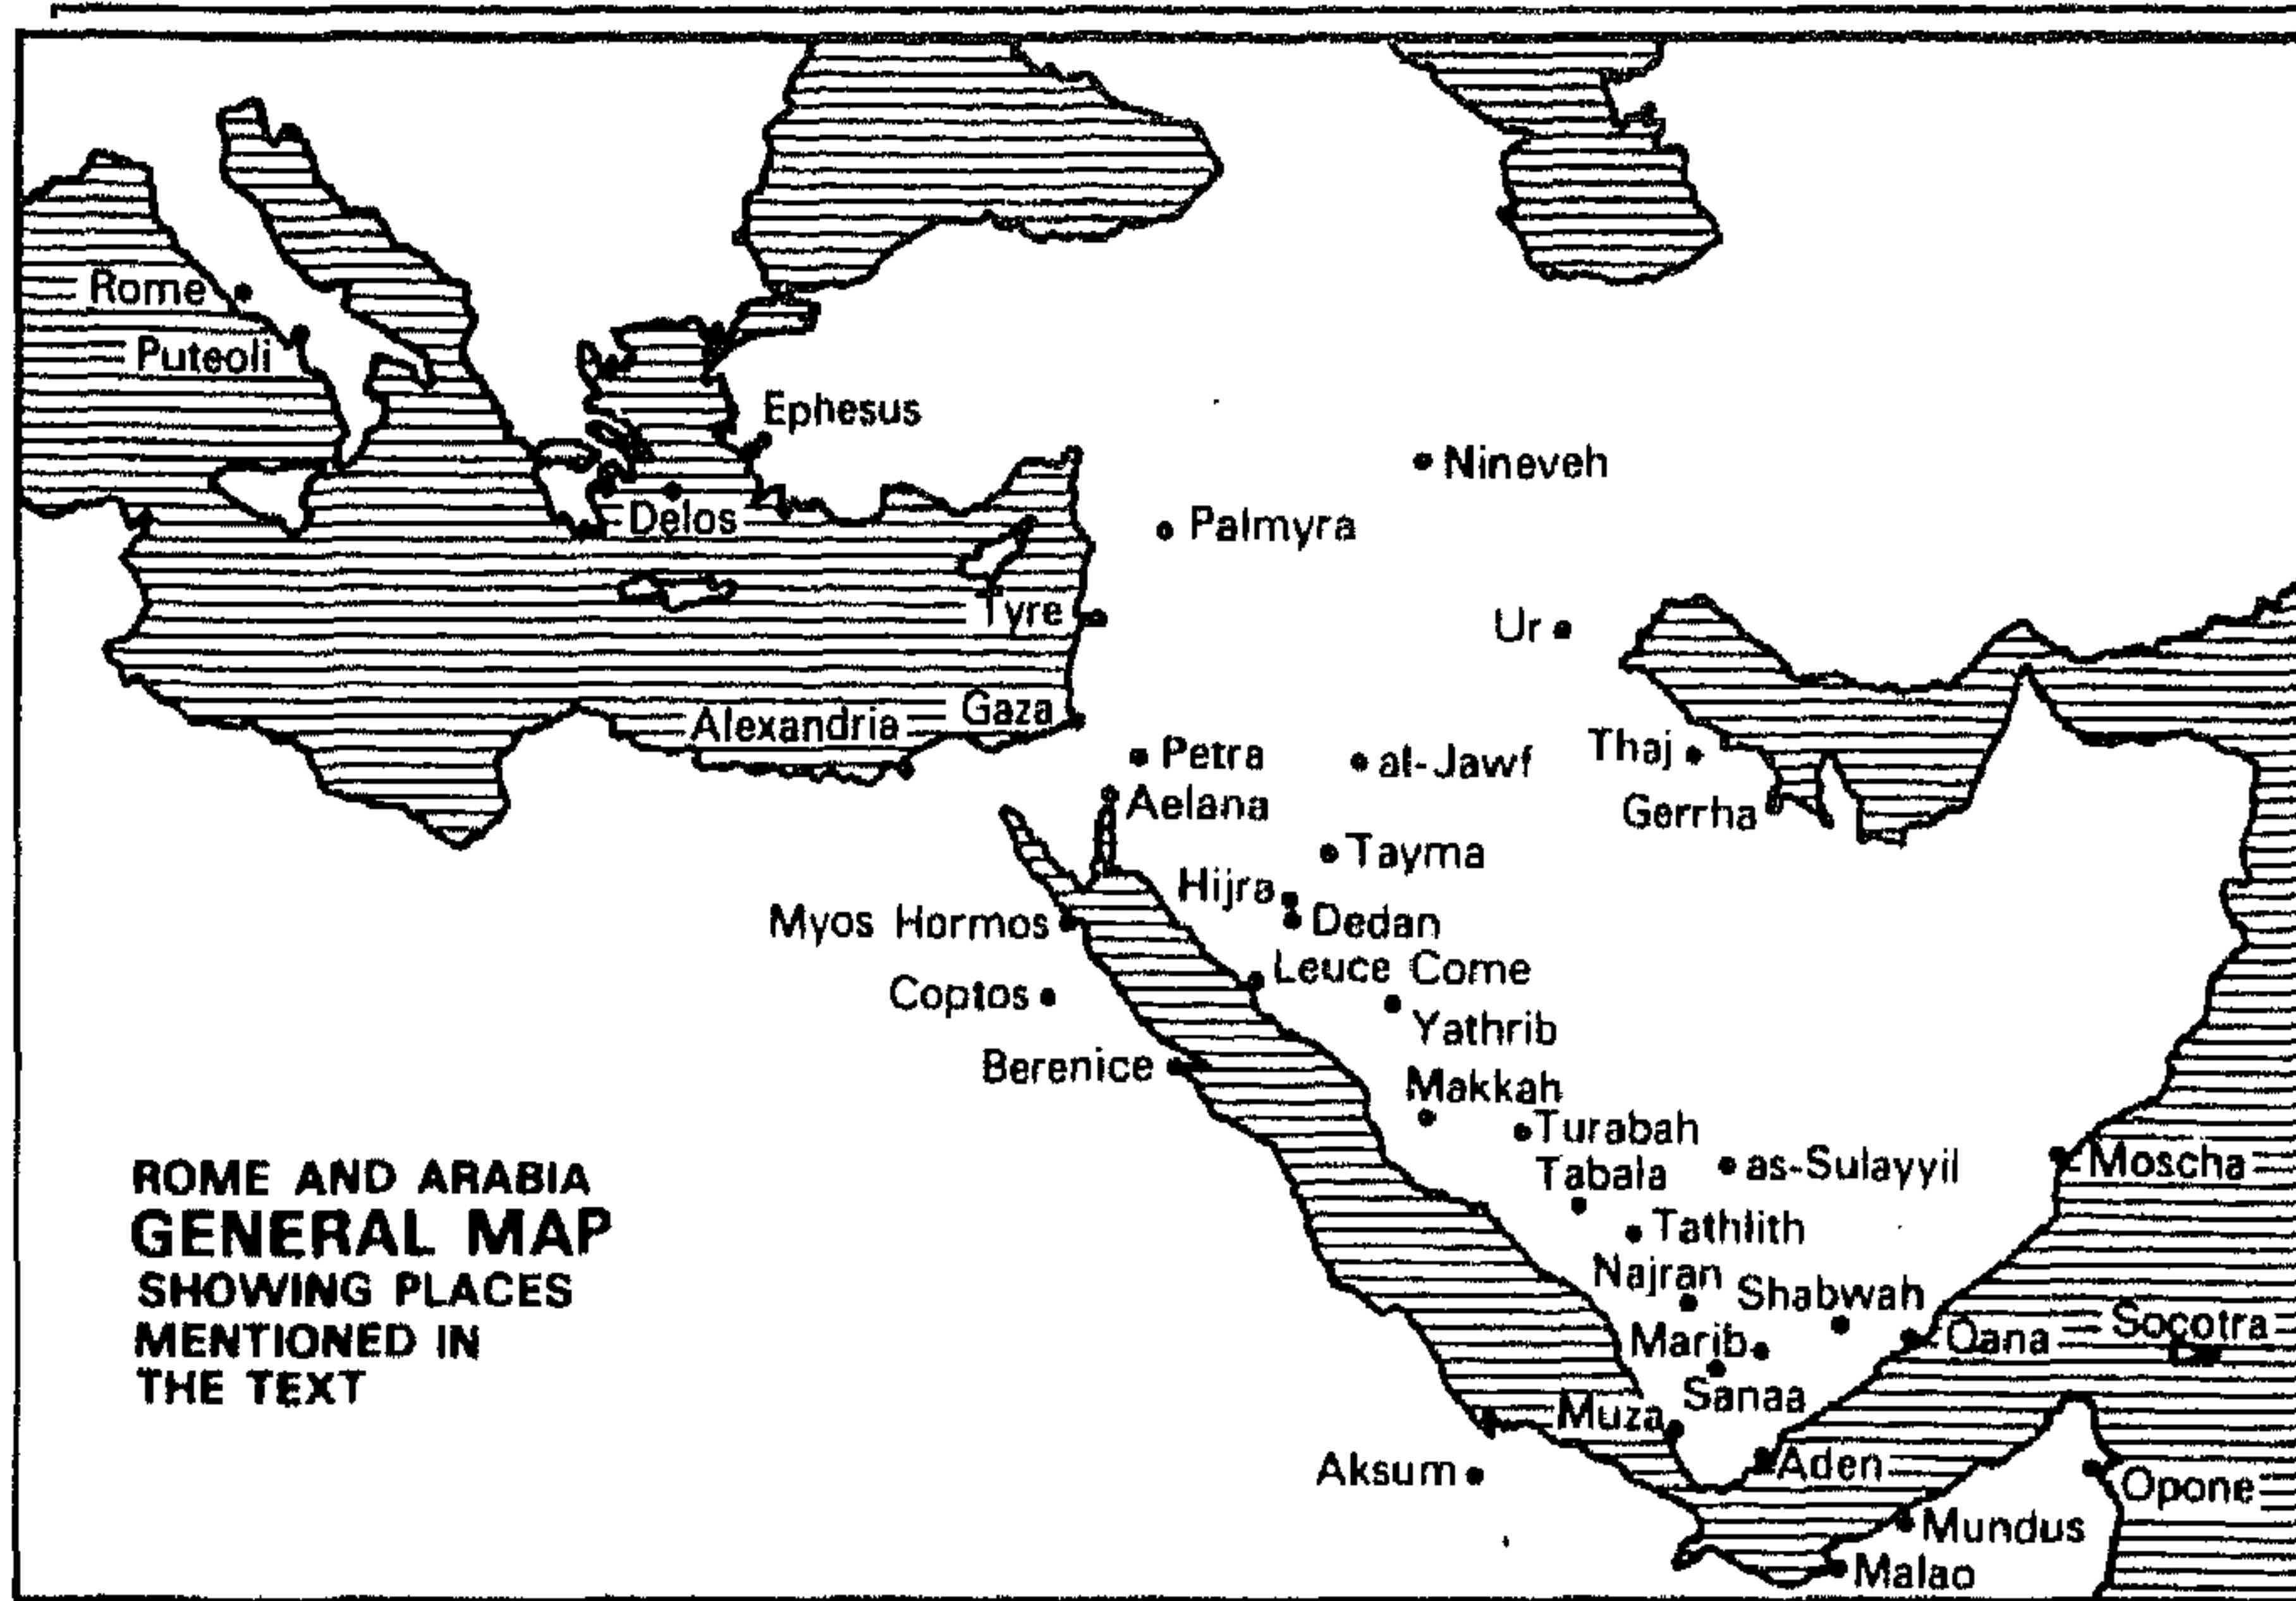 Rome
Puteoli
Ephesus
Nineveh
Delos
Palmyra
Tyre
Ur
Gaza
Alexandria
Petra
al-Jawf
Thaj
Aelana
Gerrha
Tayma
Hijra
Myos Hormos
Dedan
Leuce Come
Coptos
Yathrib
Berenice
Makkah
Turabah
as-Sulayyil
Moscha
Tabala
Tathlith
Najran
Shabwah
Socotra
Marib
Qana
Sanaa
Muza
Aksum
Aden
Opone
Mundus
Malao
ROME AND ARABIA
GENERAL MAP
SHOWING PLACES
MENTIONED IN
THE TEXT